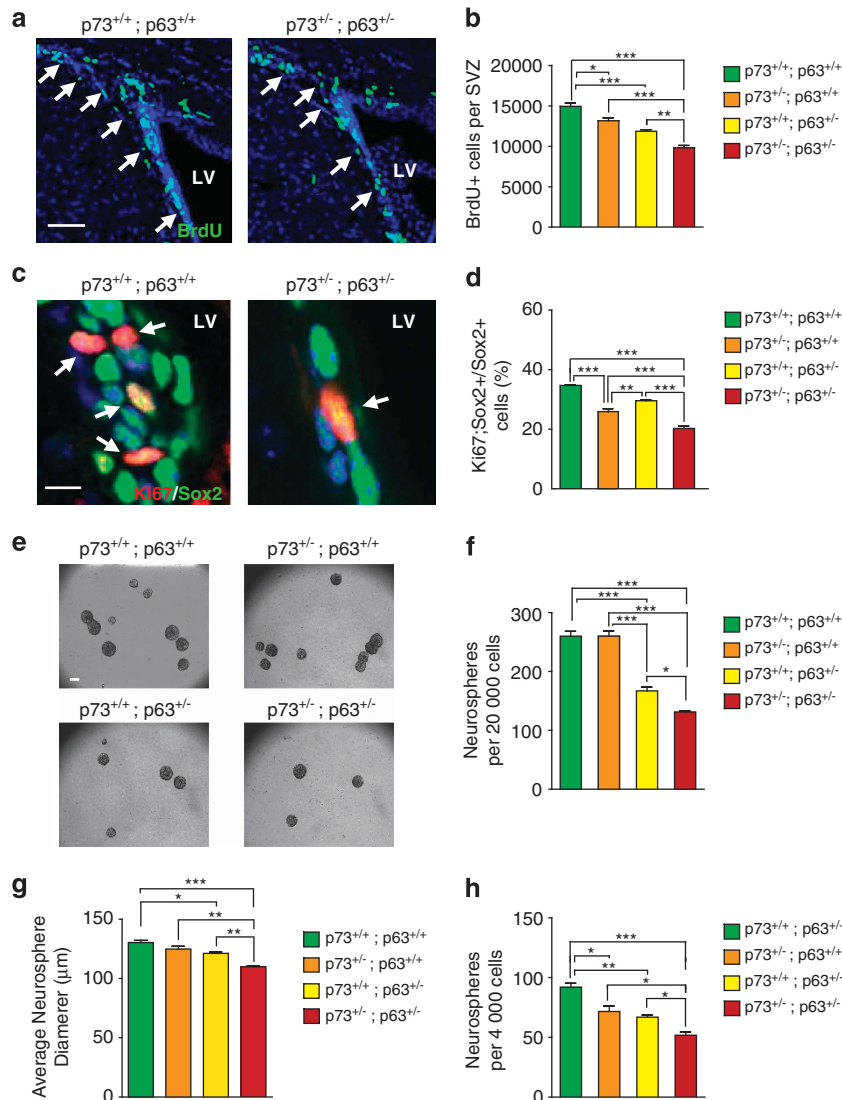 a
p73+/+ ; p63+/+
p73+/- ; p63+/-
LV
LV
BrdU
b
BrdU+ cells per SVZ
20000
15000
10000
5000
0
***
*
***
***
**
p73+/+; p63+/+
p73+/-; p63+/+
p73+/+; p63+/-
p73+/-; p63+/-
c
p73+/+ ; p63+/+
p73+/- ; p63+/-
LV
LV
Ki67/Sox2
d
Ki67;Sox2+/Sox2+
cells (%)
60
40
20
0
***
***
***
**
***
p73+/+; p63+/+
p73+/-; p63+/+
p73+/+; p63+/-
p73+/-; p63+/-
e
p73+/+ ; p63+/+
p73+/- ; p63+/+
p73+/+ ; p63+/-
p73+/- ; p63+/-
f
Neurospheres
per 20 000 cells
300
200
100
0
***
***
***
***
*
p73+/+; p63+/+
p73+/-; p63+/+
p73+/+; p63+/-
p73+/-; p63+/-
g
Average Neurosphere
Diamerer (μm)
150
100
50
0
***
*
**
**
p73+/+ ; p63+/+
p73+/- ; p63+/+
p73+/+ ; p63+/-
p73+/- ; p63+/-
h
Neurospheres
per 4 000 cells
150
100
50
0
***
*
**
*
*
p73+/+ ; p63+/-
p73+/- ; p63+/+
p73+/+ ; p63+/-
p73+/- ; p63+/-